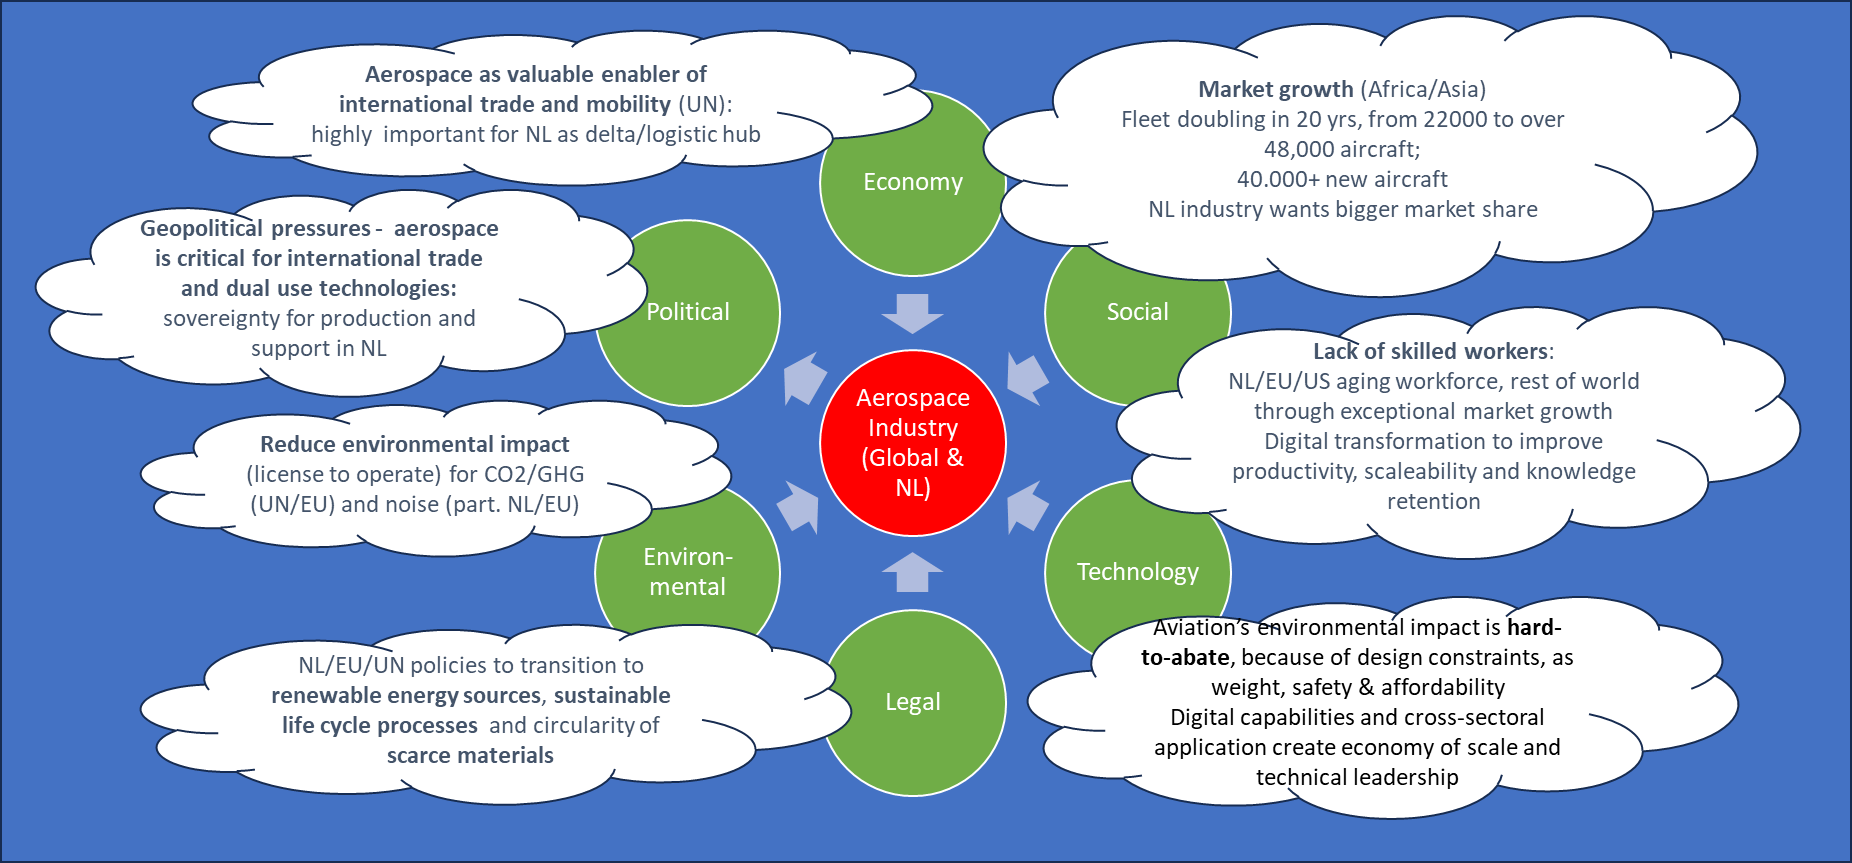 Aerospace as valuable enabler of
international trade and mobility (UN):
highly important for NL as delta/logistic hub
Market growth (Africa/Asia)
Fleet doubling in 20 yrs, from 22000 to over
48,000 aircraft;
40.000+ new aircraft
NL industry wants bigger market share
Economy
Geopolitical pressures - aerospace
is critical for international trade
and dual use technologies:
sovereignty for production and
support in NL
Political
Social
Lack of skilled workers:
NL/EU/US aging workforce, rest of world
through exceptional market growth
Digital transformation to improve
productivity, scaleability and knowledge
retention
Aerospace
Industry
(Global &
NL)
Reduce environmental impact
(license to operate) for CO2/GHG
(UN/EU) and noise (part. NL/EU)
Environ-
mental
Technology
NL/EU/UN policies to transition to
renewable energy sources, sustainable
life cycle processes and circularity of
scarce materials
Legal
Aviation’s environmental impact is hard-
to-abate, because of design constraints, as
weight, safety & affordability
Digital capabilities and cross-sectoral
application create economy of scale and
technical leadership